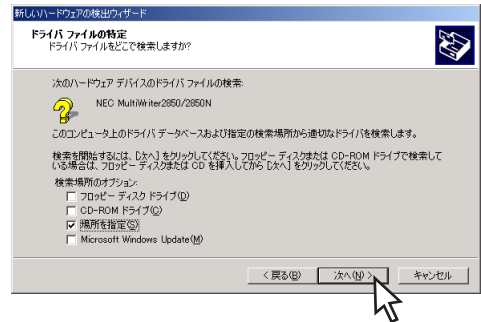 新しいハードウェアの検出ウィザード
ドライバ ファイルの特定
ドライバ ファイルをどこで検索しますか?
次のハードウェア デバイスのドライバ ファイルの検索:
NEC MultiWriter2850/2850N
このコンピュータ上のドライバ データベースおよび指定の検索場所から適切なドライバを検索します。
検索を開始するには、[次へ] をクリックしてください。フロッピー ディスクまたは CD-ROM ドライブで検索して
いる場合は、フロッピー ディスクまたは CD を挿入してから [次へ] をクリックしてください。
検索場所のオプション:
フロッピー ディスク ドライブ(D)
CD-ROM ドライブ(C)
場所を指定(S)
Microsoft Windows Update(M)
< 戻る(B) 次へ(N) > キャンセル